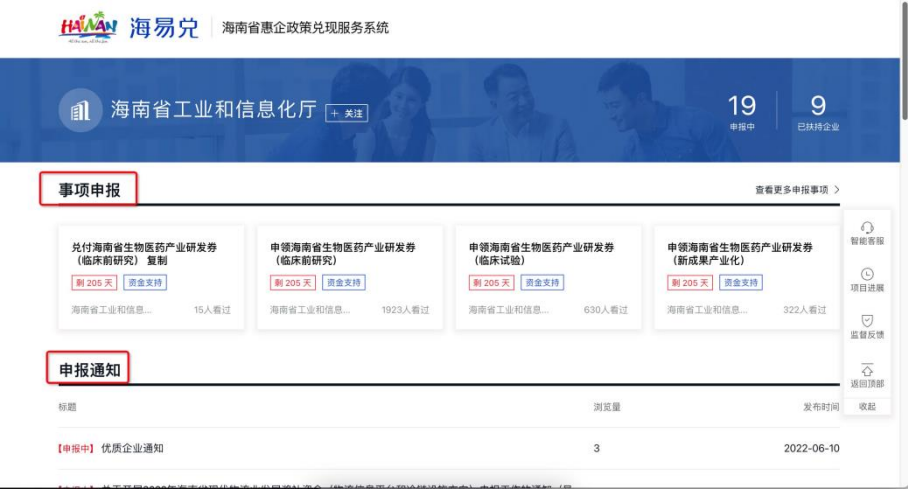 HAINAN 海易兑 海南省惠企政策兑现服务系统
海南省工业和信息化厅 + 关注
19 9
申报中 已扶持企业
事项申报 查看更多申报事项 >
兑付海南省生物医药产业研发券
（临床前研究） 复制
剩 205 天 资金支持
海南省工业和信息... 15人看过
申领海南省生物医药产业研发券
（临床前研究）
剩 205 天 资金支持
海南省工业和信息... 1923人看过
申领海南省生物医药产业研发券
（临床试验）
剩 205 天 资金支持
海南省工业和信息... 630人看过
申领海南省生物医药产业研发券
（新成果产业化）
剩 205 天 资金支持
海南省工业和信息... 322人看过
智能客服
项目进展
监督反馈
返回顶部
收起
申报通知
标题 浏览量 发布时间
【申报中】 优质企业通知 3 2022-06-10